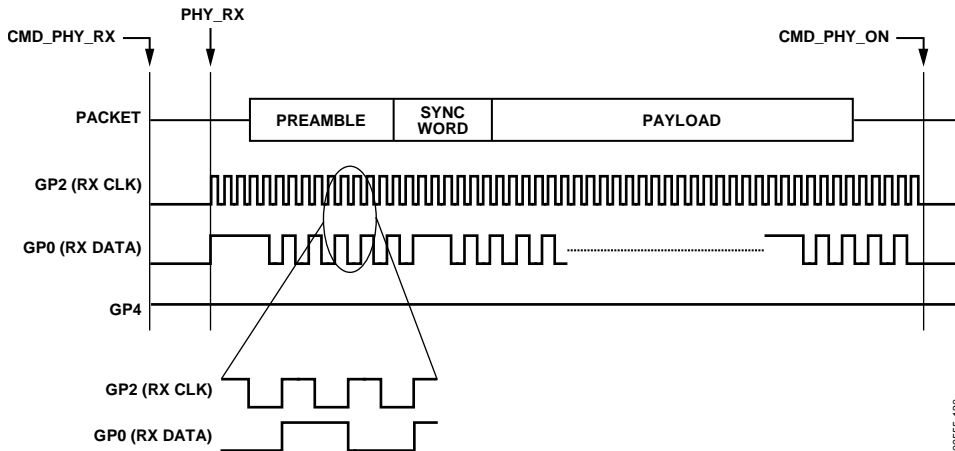 PHY_RX
CMD_PHY_RX
CMD_PHY_ON
PACKET
PREAMBLE
SYNC
WORD
PAYLOAD
GP2 (RX CLK)
GP0 (RX DATA)
GP4
GP2 (RX CLK)
GP0 (RX DATA)